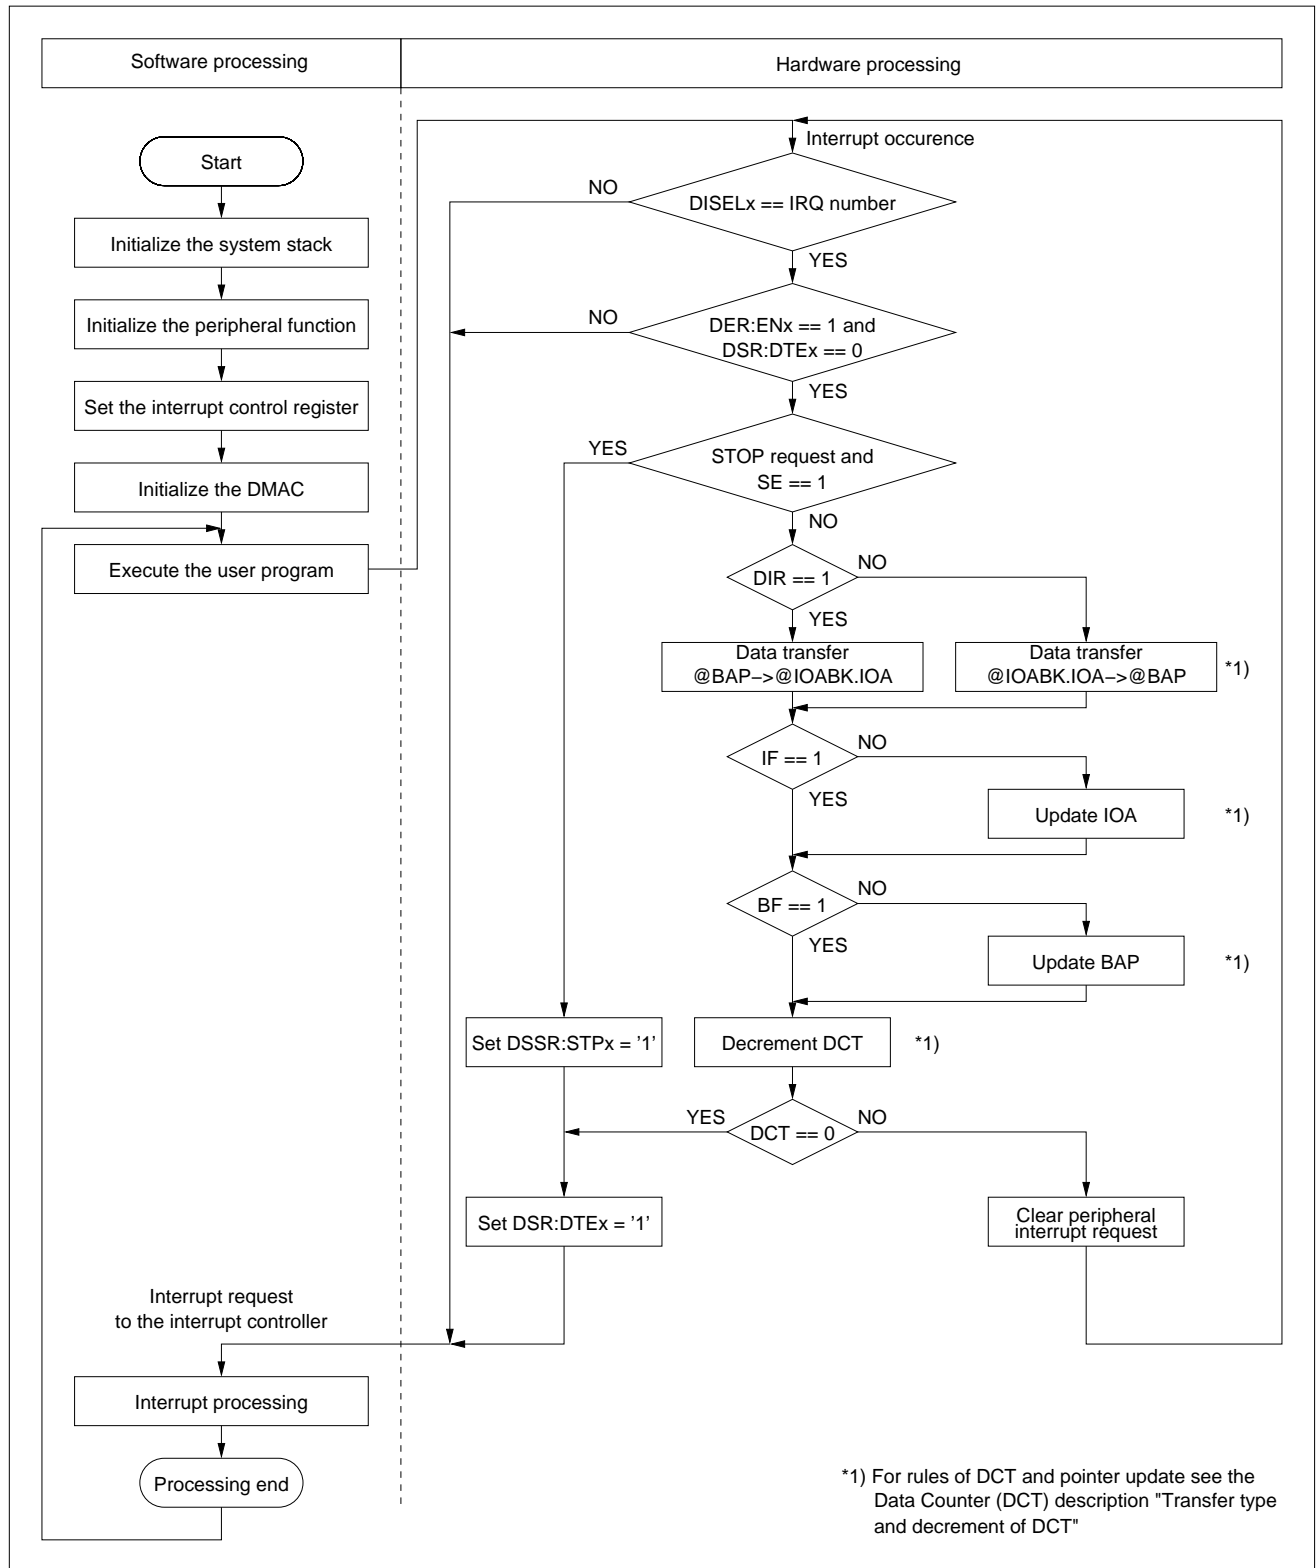 Software processing
Hardware processing
Start
Interrupt occurence
NO
DISELx == IRQ number
Initialize the system stack
YES
Initialize the peripheral function
NO
DER:ENx == 1 and
DSR:DTEx == 0
YES
Set the interrupt control register
YES
STOP request and
SE == 1
Initialize the DMAC
NO
Execute the user program
DIR == 1
NO
YES
Data transfer
@BAP−>@IOABK.IOA
Data transfer
@IOABK.IOA−>@BAP
*1)
IF == 1
NO
YES
Update IOA
*1)
BF == 1
NO
YES
Update BAP
*1)
Set DSSR:STPx = '1'
Decrement DCT
*1)
YES
DCT == 0
NO
Set DSR:DTEx = '1'
Clear peripheral
interrupt request
Interrupt request
to the interrupt controller
Interrupt processing
Processing end
*1) For rules of DCT and pointer update see the
Data Counter (DCT) description "Transfer type
and decrement of DCT"